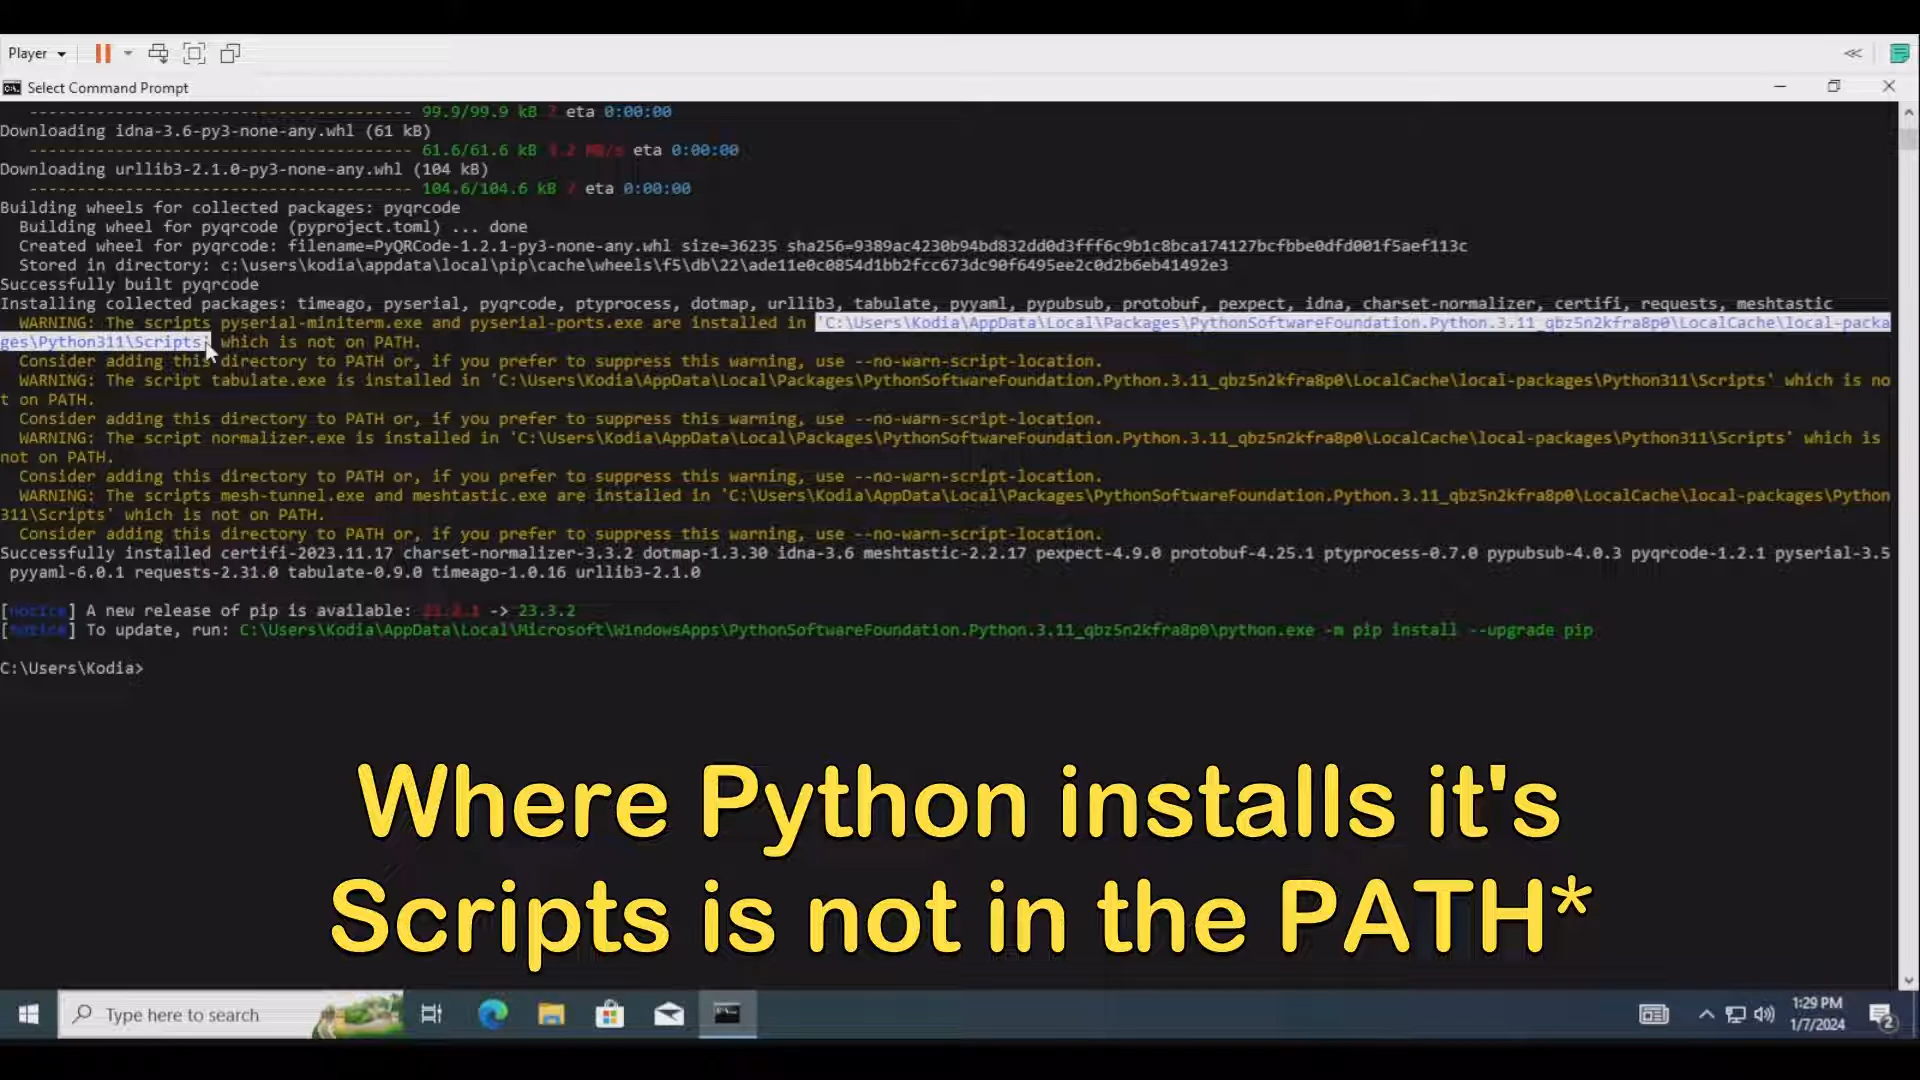 Player
Select Command Prompt
---------------------------------------- 99.9/99.9 kB ? eta 0:00:00
Downloading idna-3.6-py3-none-any.whl (61 kB)
---------------------------------------- 61.6/61.6 kB MB/s eta 0:00:00
Downloading urllib3-2.1.0-py3-none-any.whl (104 kB)
---------------------------------------- 104.6/104.6 kB ? eta 0:00:00
Building wheels for collected packages: pyqrcode
Building wheel for pyqrcode (pyproject.toml) ... done
Created wheel for pyqrcode: filename=PyQRCode-1.2.1-py3-none-any.whl size=36235 sha256=9389ac4230b94bd832dd0d3fff6c9b1c8bca174127bcfbbe0dfd001f5aef113c
Stored in directory: c:\users\kodia\appdata\local\pip\cache\wheels\f5\db\22\ade11e0c0854d1bb2fcc673dc90f6495ee2c0d2b6eb41492e3
Successfully built pyqrcode
Installing collected packages: timeago, pyserial, pyqrcode, ptyprocess, dotmap, urllib3, tabulate, pyyaml, pypubsub, protobuf, pexpect, idna, charset-normalizer, certifi, requests, meshtastic
WARNING: The scripts pyserial-miniterm.exe and pyserial-ports.exe are installed in 'C:\Users\Kodia\AppData\Local\Packages\PythonSoftwareFoundation.Python.3.11_qbz5n2kfra8p0\LocalCache\local-packa
ges\Python311\Scripts' which is not on PATH.
Consider adding this directory to PATH or, if you prefer to suppress this warning, use --no-warn-script-location.
WARNING: The script tabulate.exe is installed in 'C:\Users\Kodia\AppData\Local\Packages\PythonSoftwareFoundation.Python.3.11_qbz5n2kfra8p0\LocalCache\local-packages\Python311\Scripts' which is no
t on PATH.
Consider adding this directory to PATH or, if you prefer to suppress this warning, use --no-warn-script-location.
WARNING: The script normalizer.exe is installed in 'C:\Users\Kodia\AppData\Local\Packages\PythonSoftwareFoundation.Python.3.11_qbz5n2kfra8p0\LocalCache\local-packages\Python311\Scripts' which is
not on PATH.
Consider adding this directory to PATH or, if you prefer to suppress this warning, use --no-warn-script-location.
WARNING: The scripts mesh-tunnel.exe and meshtastic.exe are installed in 'C:\Users\Kodia\AppData\Local\Packages\PythonSoftwareFoundation.Python.3.11_qbz5n2kfra8p0\LocalCache\local-packages\Python
311\Scripts' which is not on PATH.
Consider adding this directory to PATH or, if you prefer to suppress this warning, use --no-warn-script-location.
Successfully installed certifi-2023.11.17 charset-normalizer-3.3.2 dotmap-1.3.30 idna-3.6 meshtastic-2.2.17 pexpect-4.9.0 protobuf-4.25.1 ptyprocess-0.7.0 pypubsub-4.0.3 pyqrcode-1.2.1 pyserial-3.5
pyyaml-6.0.1 requests-2.31.0 tabulate-0.9.0 timeago-1.0.16 urllib3-2.1.0
[notice] A new release of pip is available: -> 23.3.2
[notice] To update, run: C:\Users\Kodia\AppData\Local\Microsoft\WindowsApps\PythonSoftwareFoundation.Python.3.11_qbz5n2kfra8p0\python.exe -m pip install --upgrade pip
C:\Users\Kodia>
Where Python installs it's
Scripts is not in the PATH*
Type here to search
1:29 PM
1/7/2024
2